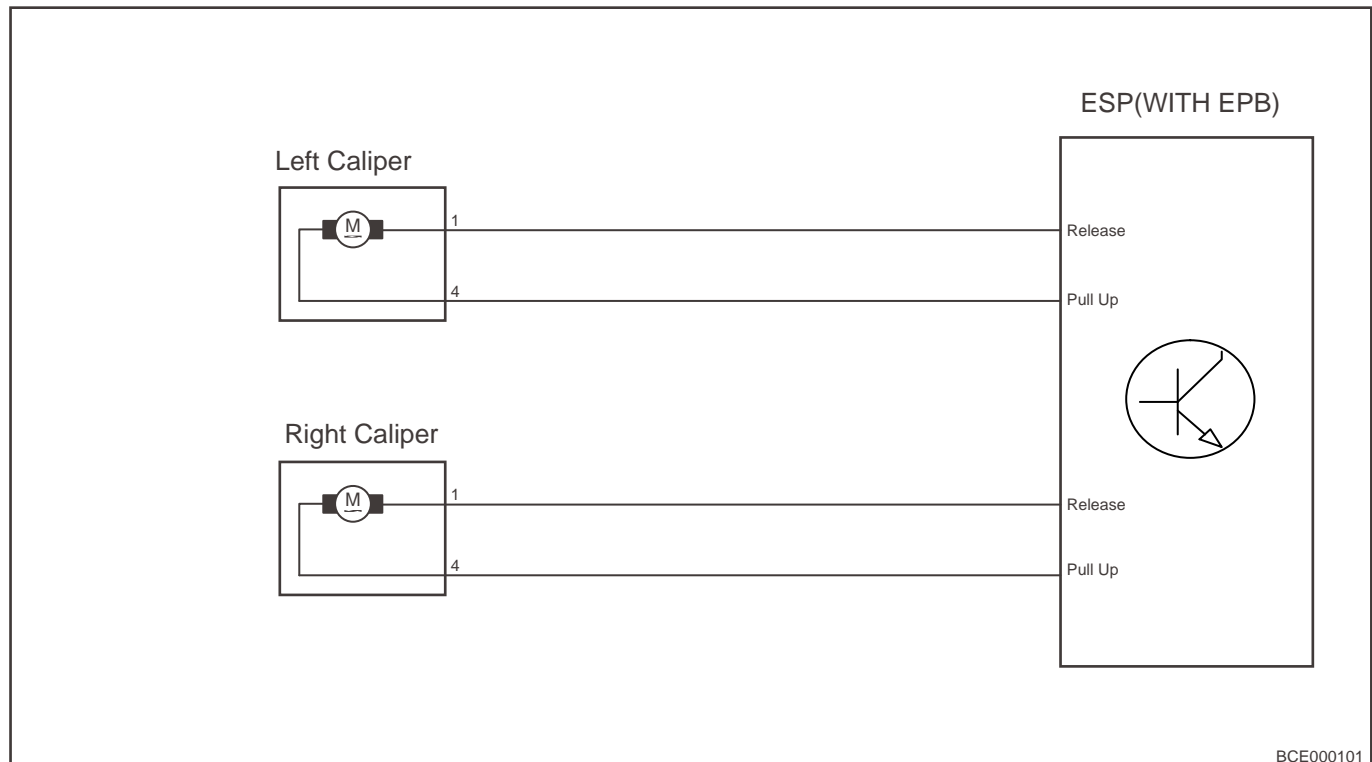 ESP(WITH EPB)
Left Caliper
M
1
Release
4
Pull Up
Right Caliper
M
1
Release
4
Pull Up
BCE000101